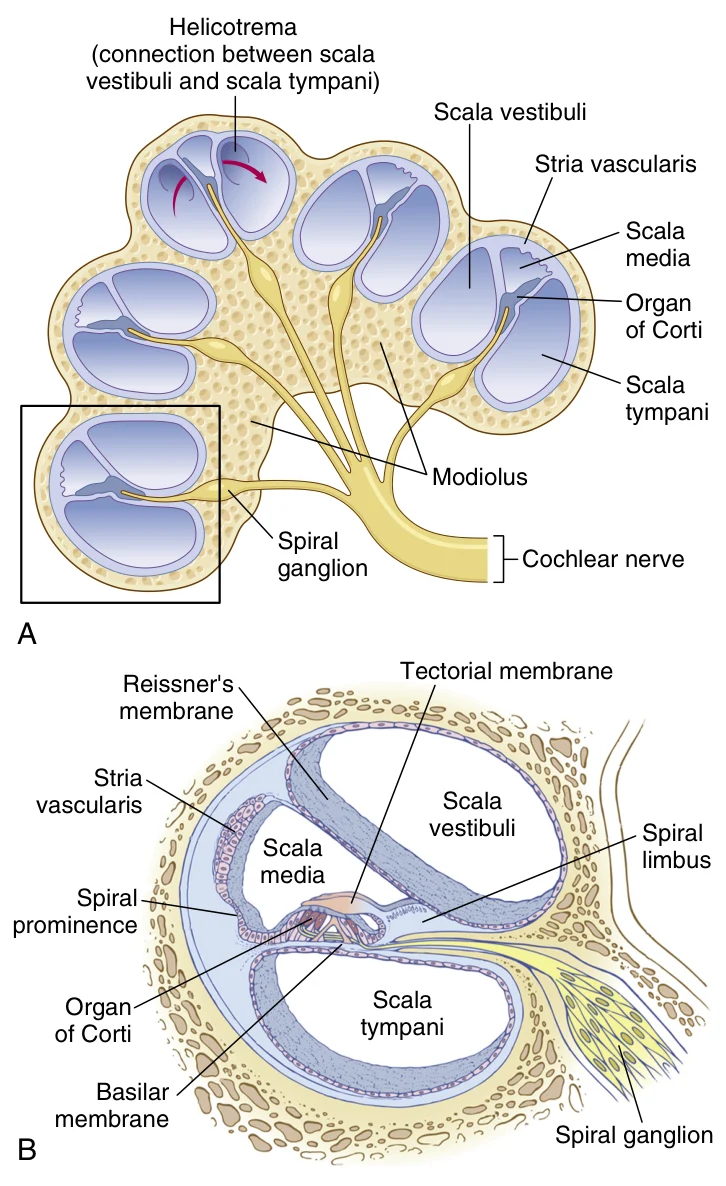 Helicotrema
(connection between scala
vestibuli and scala tympani)
Scala vestibuli
Stria vascularis
Scala
media
Organ
of Corti
Scala
tympani
Modiolus
Spiral
ganglion
Cochlear nerve
A
Tectorial membrane
Reissner's
membrane
Stria
vascularis
Scala
vestibuli
Spiral
limbus
Scala
media
Spiral
prominence
Organ
of Corti
Scala
tympani
Basilar
membrane
Spiral ganglion
B